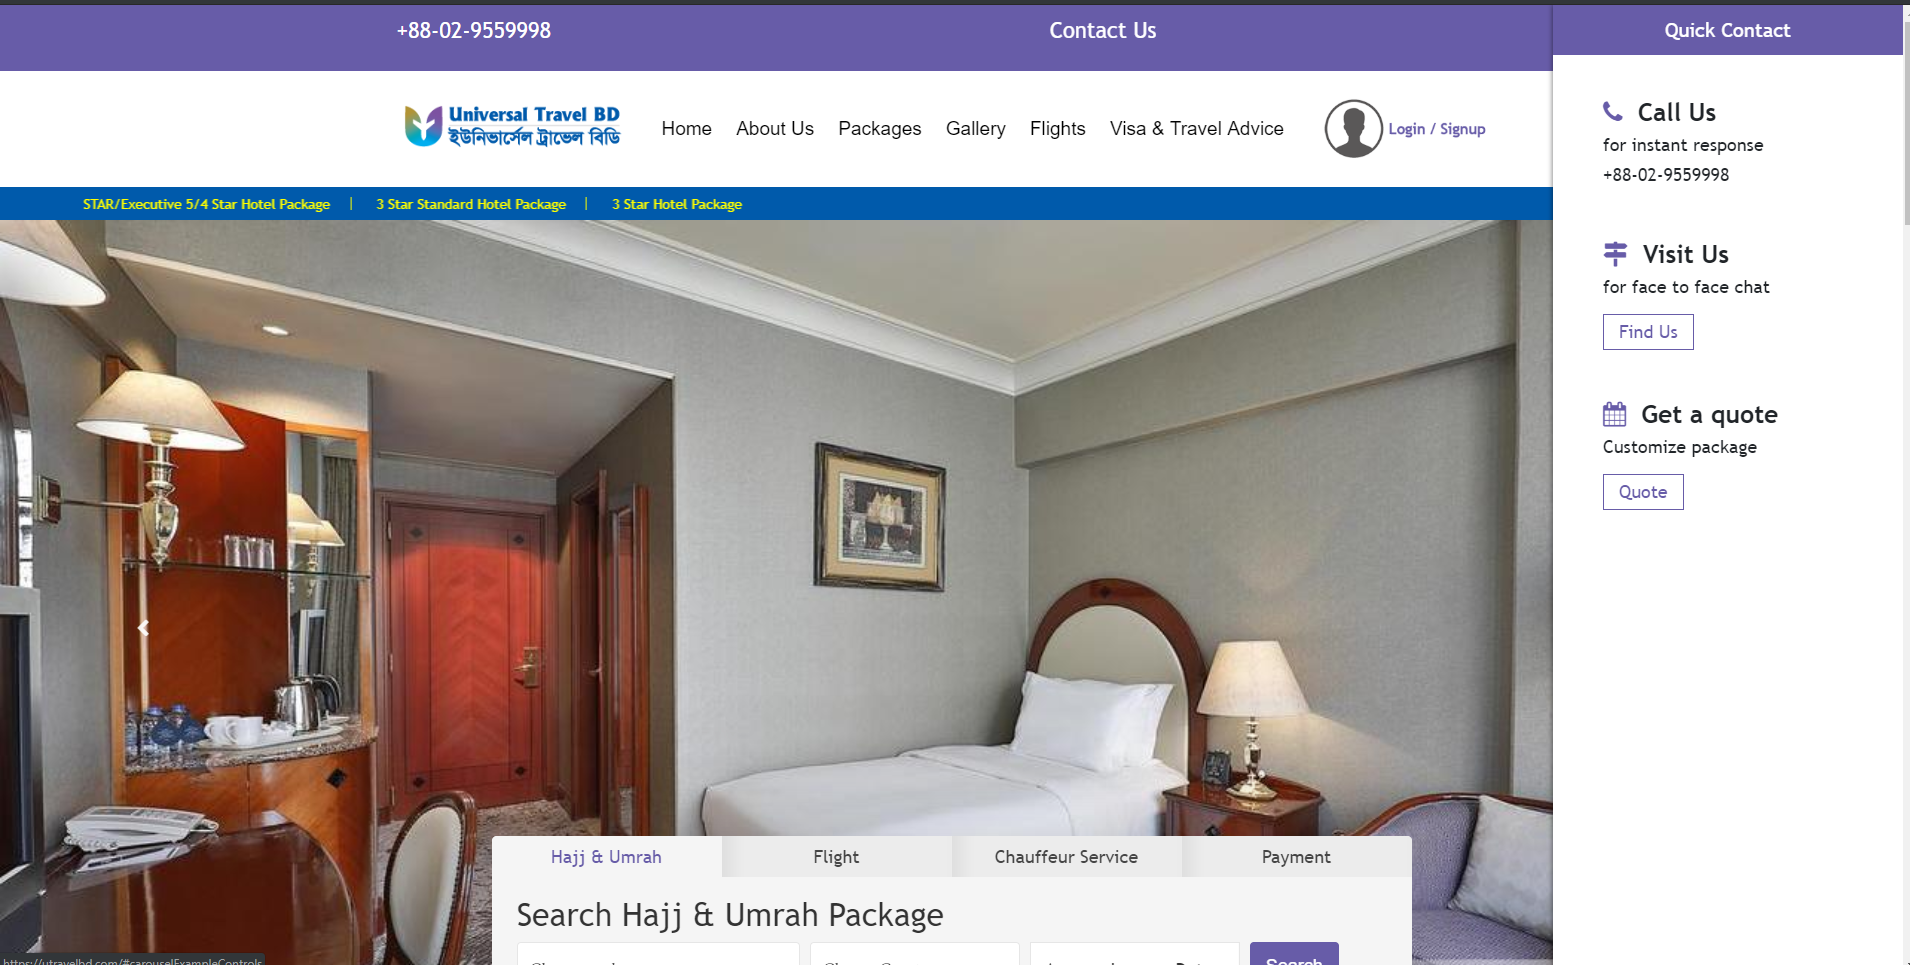 +88-02-9559998
Contact Us
Quick Contact
Universal Travel BD
ইউনিভার্সেল ট্রাভেল বিডি
Home About Us Packages Gallery Flights Visa & Travel Advice
Login / Signup
STAR/Executive 5/4 Star Hotel Package | 3 Star Standard Hotel Package | 3 Star Hotel Package
Call Us
for instant response
+88-02-9559998
Visit Us
for face to face chat
Find Us
Get a quote
Customize package
Quote
Hajj & Umrah Flight Chauffeur Service Payment
Search Hajj & Umrah Package
Search
https://utravelbd.com/#carouselExampleControls